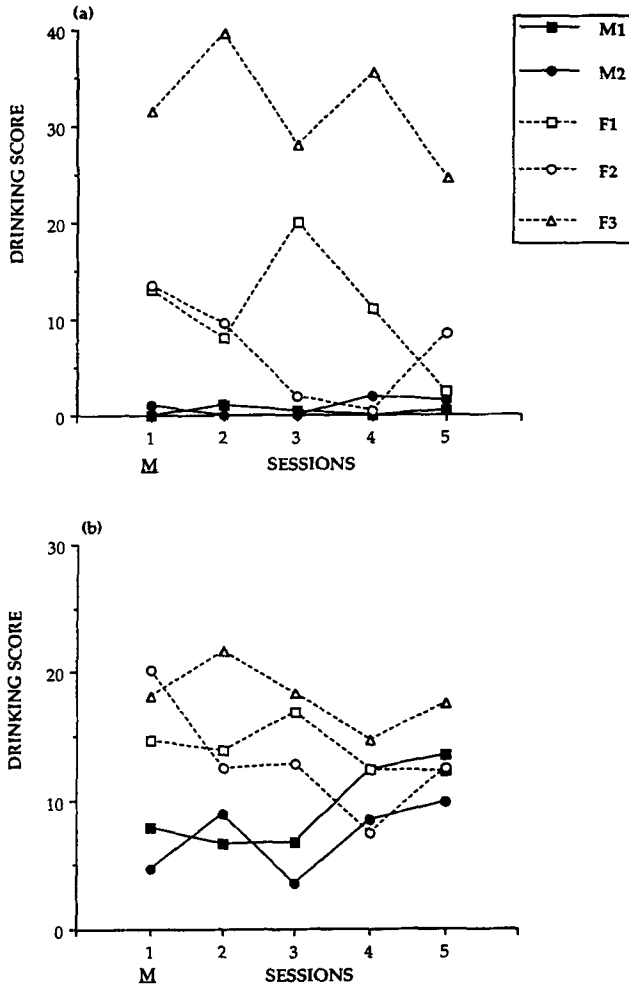 (a)
40
30
20
10
0
DRINKING SCORE
1 2 3 4 5
M SESSIONS
M1
M2
F1
F2
F3
(b)
30
20
10
0
DRINKING SCORE
1 2 3 4 5
M SESSIONS